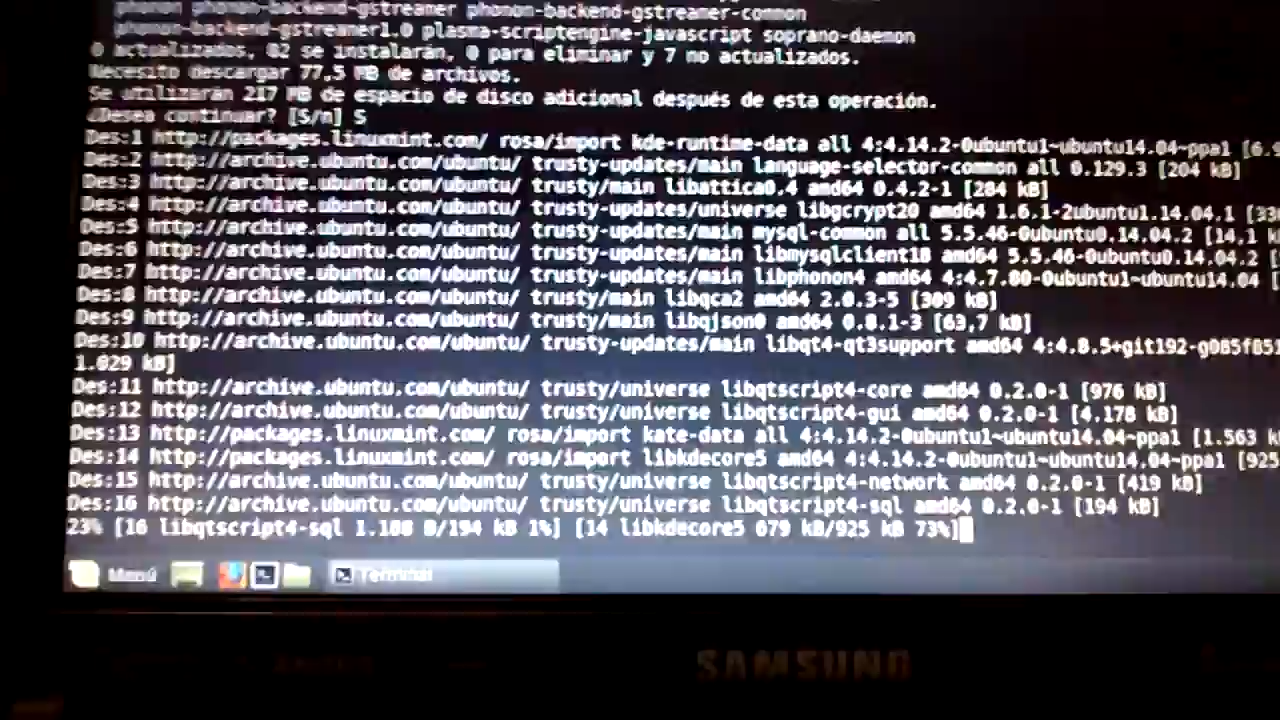 phonon phonon-backend-gstreamer phonon-backend-gstreamer-common
phonon-backend-gstreamer1.0 plasma-scriptengine-javascript soprano-daemon
0 actualizados, 82 se instalarán, 0 para eliminar y 7 no actualizados.
Necesito descargar 77,5 MB de archivos.
Se utilizarán 217 MB de espacio de disco adicional después de esta operación.
¿Desea continuar? [S/n] S
Des:1 http://packages.linuxmint.com/ rosa/import kde-runtime-data all 4:4.14.2-0ubuntu1~ubuntu14.04~ppa1 [6.9
Des:2 http://archive.ubuntu.com/ubuntu/ trusty-updates/main language-selector-common all 0.129.3 [204 kB]
Des:3 http://archive.ubuntu.com/ubuntu/ trusty/main libattica0.4 amd64 0.4.2-1 [284 kB]
Des:4 http://archive.ubuntu.com/ubuntu/ trusty-updates/universe libgcrypt20 amd64 1.6.1-2ubuntu1.14.04.1 [33
Des:5 http://archive.ubuntu.com/ubuntu/ trusty-updates/main mysql-common all 5.5.46-0ubuntu0.14.04.2 [14,1 k
Des:6 http://archive.ubuntu.com/ubuntu/ trusty-updates/main libmysqlclient18 amd64 5.5.46-0ubuntu0.14.04.2 [
Des:7 http://archive.ubuntu.com/ubuntu/ trusty-updates/main libphonon4 amd64 4:4.7.80-0ubuntu1~ubuntu14.04 [
Des:8 http://archive.ubuntu.com/ubuntu/ trusty/main libqca2 amd64 2.0.3-5 [309 kB]
Des:9 http://archive.ubuntu.com/ubuntu/ trusty/main libqjson0 amd64 0.8.1-3 [63,7 kB]
Des:10 http://archive.ubuntu.com/ubuntu/ trusty-updates/main libqt4-qt3support amd64 4:4.8.5+git192-g085f851
1.029 kB]
Des:11 http://archive.ubuntu.com/ubuntu/ trusty/universe libqtscript4-core amd64 0.2.0-1 [976 kB]
Des:12 http://archive.ubuntu.com/ubuntu/ trusty/universe libqtscript4-gui amd64 0.2.0-1 [4.178 kB]
Des:13 http://packages.linuxmint.com/ rosa/import kate-data all 4:4.14.2-0ubuntu1~ubuntu14.04~ppa1 [1.563 k
Des:14 http://packages.linuxmint.com/ rosa/import libkdecore5 amd64 4:4.14.2-0ubuntu1~ubuntu14.04~ppa1 [925
Des:15 http://archive.ubuntu.com/ubuntu/ trusty/universe libqtscript4-network amd64 0.2.0-1 [419 kB]
Des:16 http://archive.ubuntu.com/ubuntu/ trusty/universe libqtscript4-sql amd64 0.2.0-1 [194 kB]
23% [16 libqtscript4-sql 1.188 B/194 kB 1%] [14 libkdecore5 679 kB/925 kB 73%]
Menú Terminal
SAMSUNG